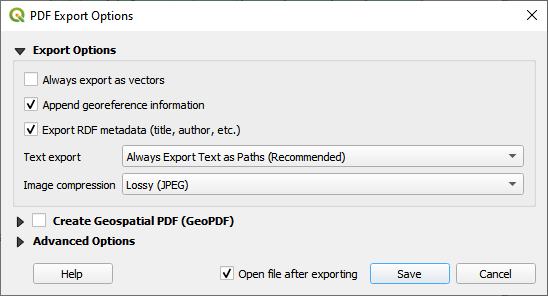 PDF Export Options
Export Options
Always export as vectors
Append georeference information
Export RDF metadata (title, author, etc.)
Text export Always Export Text as Paths (Recommended)
Image compression Lossy (JPEG)
Create Geospatial PDF (GeoPDF)
Advanced Options
Help Open file after exporting Save Cancel